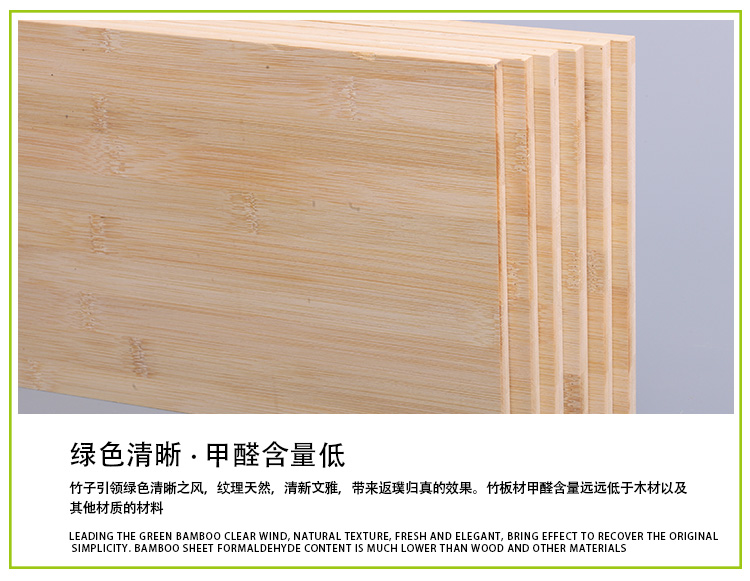 绿色清晰 · 甲醛含量低
竹子引领绿色清晰之风，纹理天然，清新文雅，带来返璞归真的效果。竹板材甲醛含量远远低于木材以及
其他材质的材料
LEADING THE GREEN BAMBOO CLEAR WIND, NATURAL TEXTURE, FRESH AND ELEGANT, BRING EFFECT TO RECOVER THE ORIGINAL
SIMPLICITY. BAMBOO SHEET FORMALDEHYDE CONTENT IS MUCH LOWER THAN WOOD AND OTHER MATERIALS